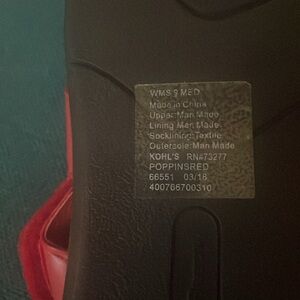 WMS 9 MED
Made in China
Upper:Man Made
Lining:Man Made
Socklining:Textile
Outersole:Man Made
KOHL'S RN#73277
POPPINSRED
66551 03/18
400766700310